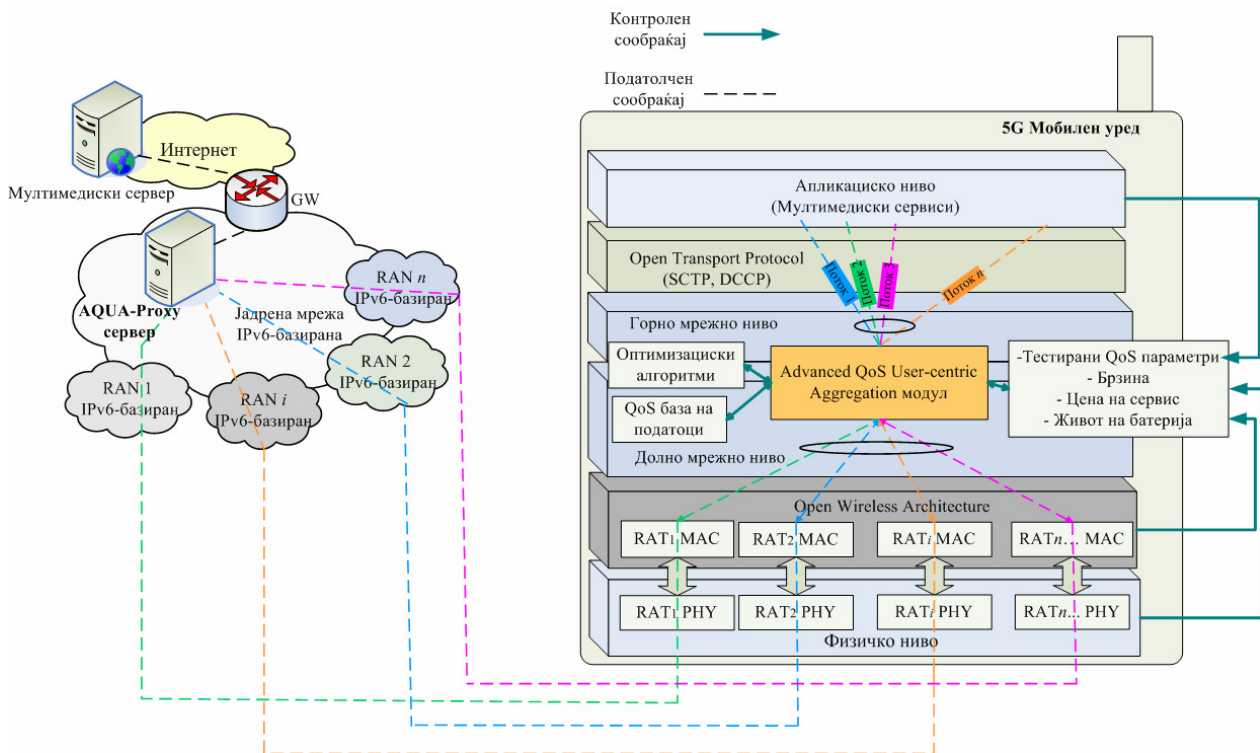 Контролен
сообраќај
Податолчен
сообраќај
5G Мобилен уред
Интернет
Мултимедиски сервер
GW
AQUA-Proxy
сервер
Јадрена мрежа
IPv6-базирана
RAN n
IPv6-базиран
RAN 2
IPv6-базиран
RAN 1
IPv6-базиран
RAN i
IPv6-базиран
Апликациско ниво
(Мултимедиски сервиси)
Open Transport Protocol
(SCTP, DCCP)
Поток 1
Поток 2
Поток 3
Поток n
Горно мрежно ниво
Оптимизациски
алгоритми
QoS база на
податоци
Advanced QoS User-centric
Aggregation модул
-Тестирани QoS параметри
- Брзина
- Цена на сервис
- Живот на батерија
Долно мрежно ниво
Open Wireless Architecture
RAT1 MAC
RAT2 MAC
RATi MAC
RATn... MAC
RAT1 PHY
RAT2 PHY
RATi PHY
RATn... PHY
Физичко ниво